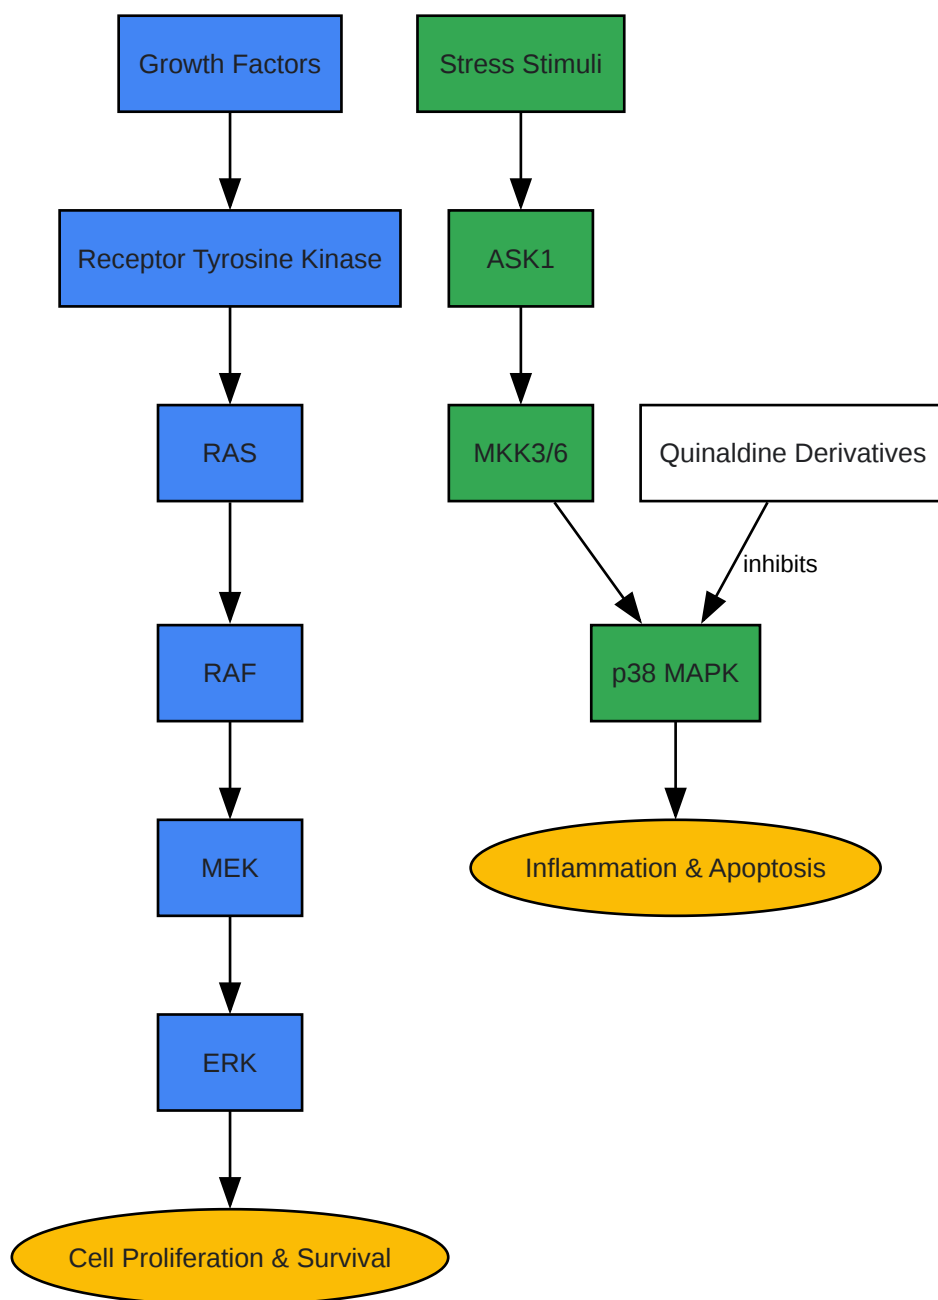 Growth Factors
Stress Stimuli
Receptor Tyrosine Kinase
ASK1
RAS
MKK3/6
Quinaldine Derivatives
inhibits
RAF
p38 MAPK
MEK
Inflammation & Apoptosis
ERK
Cell Proliferation & Survival